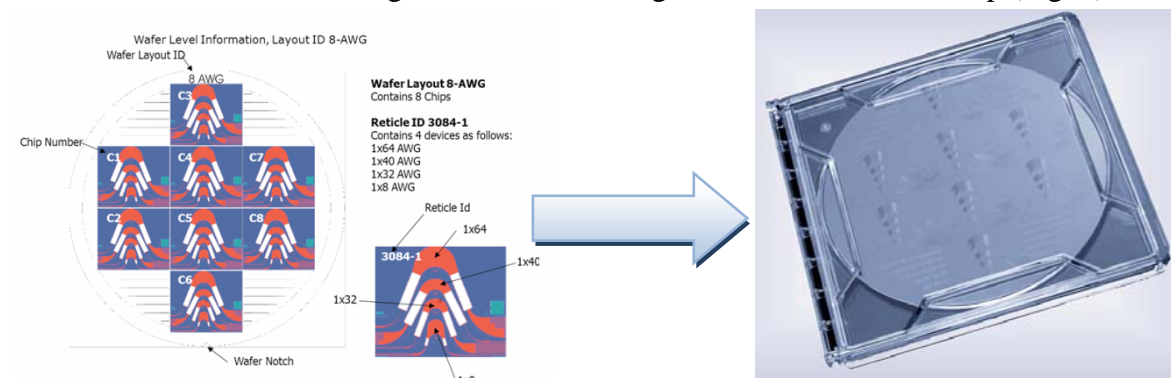 Wafer Level Information, Layout ID 8-AWG
Wafer Layout ID
8 AWG
C3
Chip Number
C1 C4 C7
C2 C5 C8
C6
Wafer Notch
Wafer Layout 8-AWG
Contains 8 Chips
Reticle ID 3084-1
Contains 4 devices as follows:
1x64 AWG
1x40 AWG
1x32 AWG
1x8 AWG
Reticle Id
1x64
3084-1
1x40
1x32